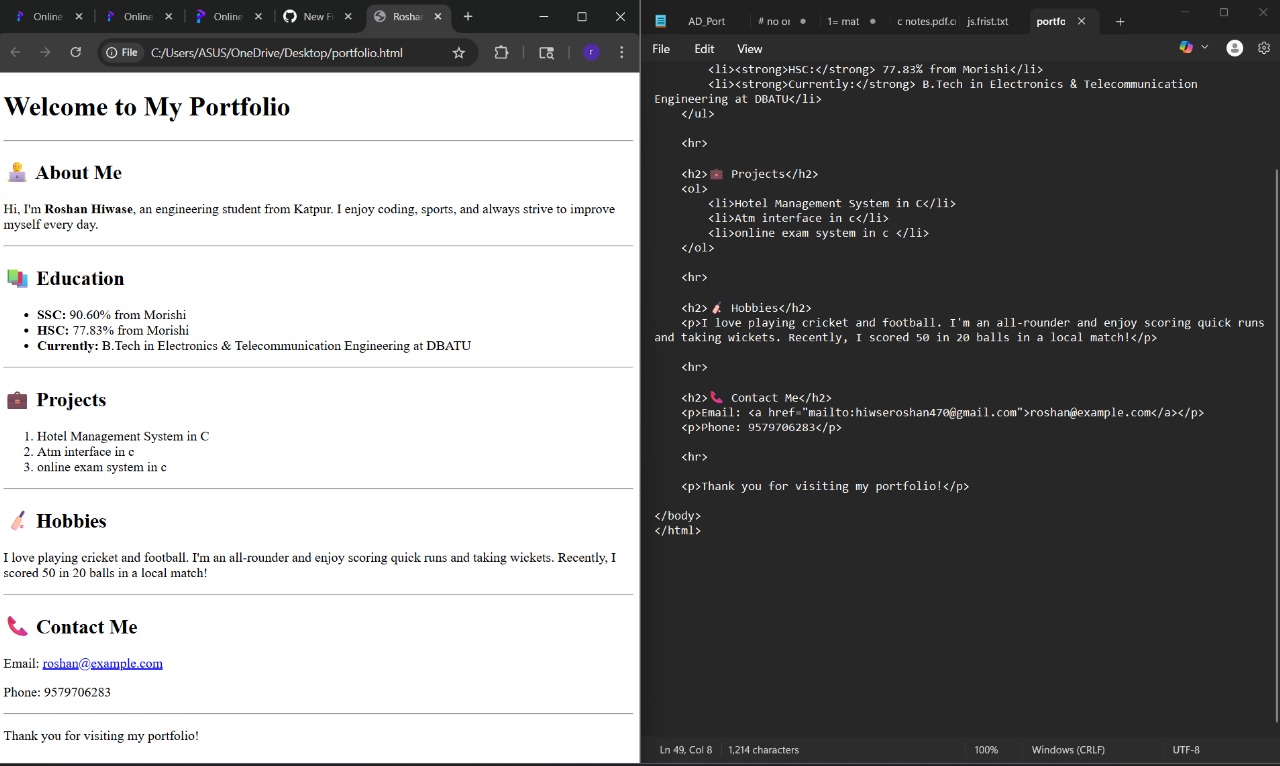 Online
Online
Online
New Fi
Roshan
File C:/Users/ASUS/OneDrive/Desktop/portfolio.html
r
Welcome to My Portfolio
About Me
Hi, I'm Roshan Hiwase, an engineering student from Katpur. I enjoy coding, sports, and always strive to improve
myself every day.
Education
• SSC: 90.60% from Morishi
• HSC: 77.83% from Morishi
• Currently: B.Tech in Electronics & Telecommunication Engineering at DBATU
Projects
1. Hotel Management System in C
2. Atm interface in c
3. online exam system in c
Hobbies
I love playing cricket and football. I'm an all-rounder and enjoy scoring quick runs and taking wickets. Recently, I
scored 50 in 20 balls in a local match!
Contact Me
Email: roshan@example.com
Phone: 9579706283
Thank you for visiting my portfolio!
AD_Port
# no or
1= mat
c notes.pdf.c
js.frist.txt
portfc
File Edit View
<li><strong>HSC:</strong> 77.83% from Morishi</li>
<li><strong>Currently:</strong> B.Tech in Electronics & Telecommunication
Engineering at DBATU</li>
</ul>
<hr>
<h2>💼 Projects</h2>
<ol>
<li>Hotel Management System in C</li>
<li>Atm interface in c</li>
<li>online exam system in c </li>
</ol>
<hr>
<h2>🏏 Hobbies</h2>
<p>I love playing cricket and football. I'm an all-rounder and enjoy scoring quick runs
and taking wickets. Recently, I scored 50 in 20 balls in a local match!</p>
<hr>
<h2>📞 Contact Me</h2>
<p>Email: <a href="mailto:hiwseroshan470@gmail.com">roshan@example.com</a></p>
<p>Phone: 9579706283</p>
<hr>
<p>Thank you for visiting my portfolio!</p>
</body>
</html>
Ln 49, Col 8 1,214 characters 100% Windows (CRLF) UTF-8